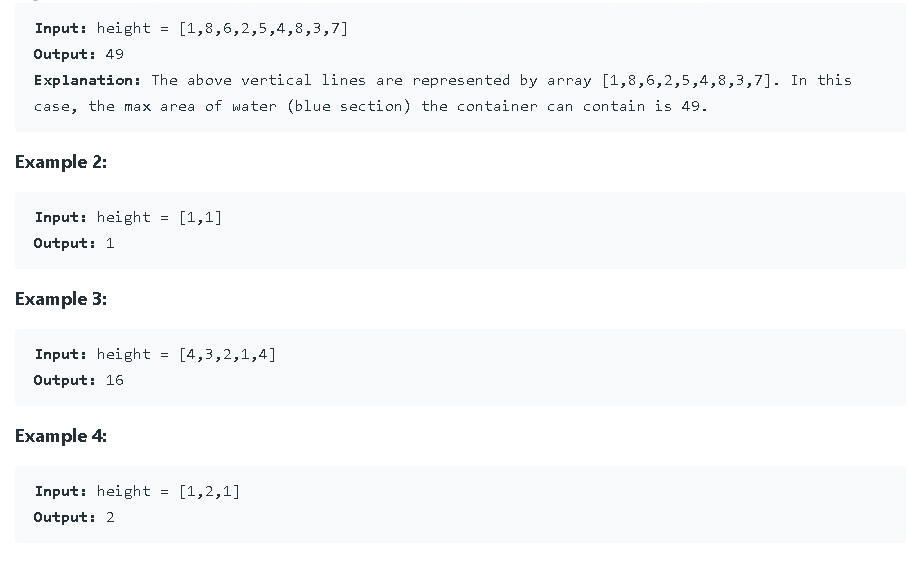 Input: height = [1,8,6,2,5,4,8,3,7]
Output: 49
Explanation: The above vertical lines are represented by array [1,8,6,2,5,4,8,3,7]. In this
case, the max area of water (blue section) the container can contain is 49.
Example 2:
Input: height = [1,1]
Output: 1
Example 3:
Input: height = [4,3,2,1,4]
Output: 16
Example 4:
Input: height = [1,2,1]
Output: 2